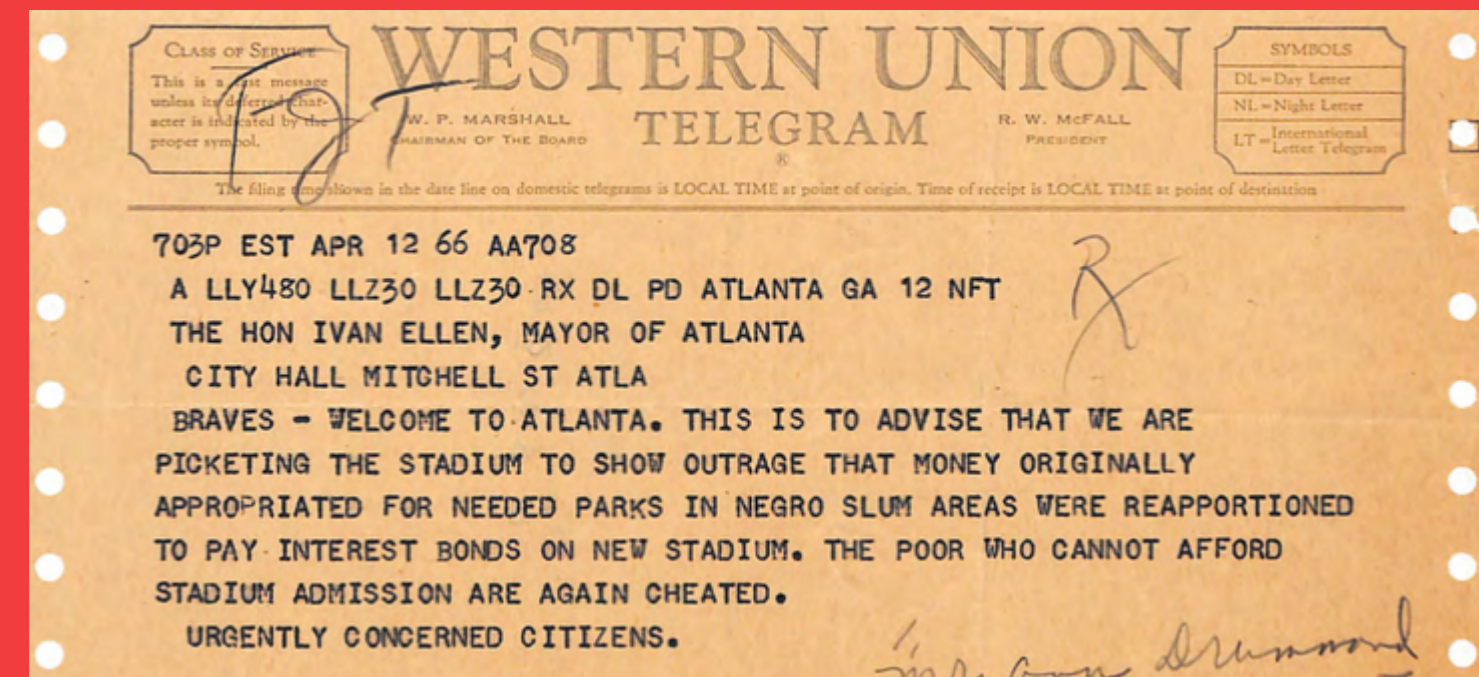 CLASS OF SERVICE
This is a fast message
unless its deferred char-
acter is indicated by the
proper symbol.
WESTERN UNION
TELEGRAM
®
W. P. MARSHALL
CHAIRMAN OF THE BOARD
R. W. McFALL
PRESIDENT
SYMBOLS
DL=Day Letter
NL=Night Letter
LT=International
Letter Telegram
The filing time shown in the date line on domestic telegrams is LOCAL TIME at point of origin. Time of receipt is LOCAL TIME at point of destination
703P EST APR 12 66 AA708
A LLY480 LLZ30 LLZ30 RX DL PD ATLANTA GA 12 NFT
Rx
THE HON IVAN ELLEN, MAYOR OF ATLANTA
CITY HALL MITCHELL ST ATLA
BRAVES - WELCOME TO ATLANTA. THIS IS TO ADVISE THAT WE ARE
PICKETING THE STADIUM TO SHOW OUTRAGE THAT MONEY ORIGINALLY
APPROPRIATED FOR NEEDED PARKS IN NEGRO SLUM AREAS WERE REAPPORTIONED
TO PAY INTEREST BONDS ON NEW STADIUM. THE POOR WHO CANNOT AFFORD
STADIUM ADMISSION ARE AGAIN CHEATED.
URGENTLY CONCERNED CITIZENS.
Drummond